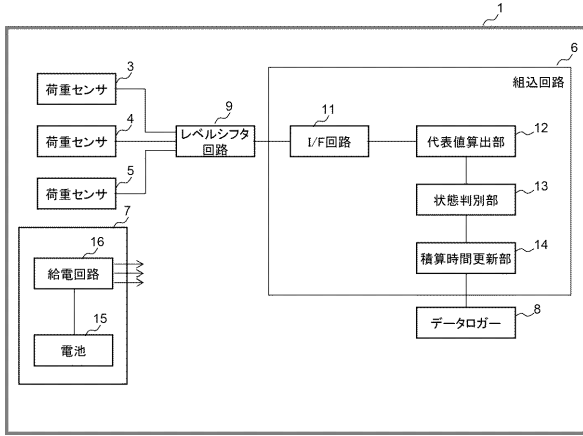 1
3
荷重センサ
4
荷重センサ
5
荷重センサ
9
レベルシフタ
回路
6
組込回路
11
I/F回路
12
代表値算出部
13
状態判別部
14
積算時間更新部
8
データロガー
7
16
給電回路
15
電池